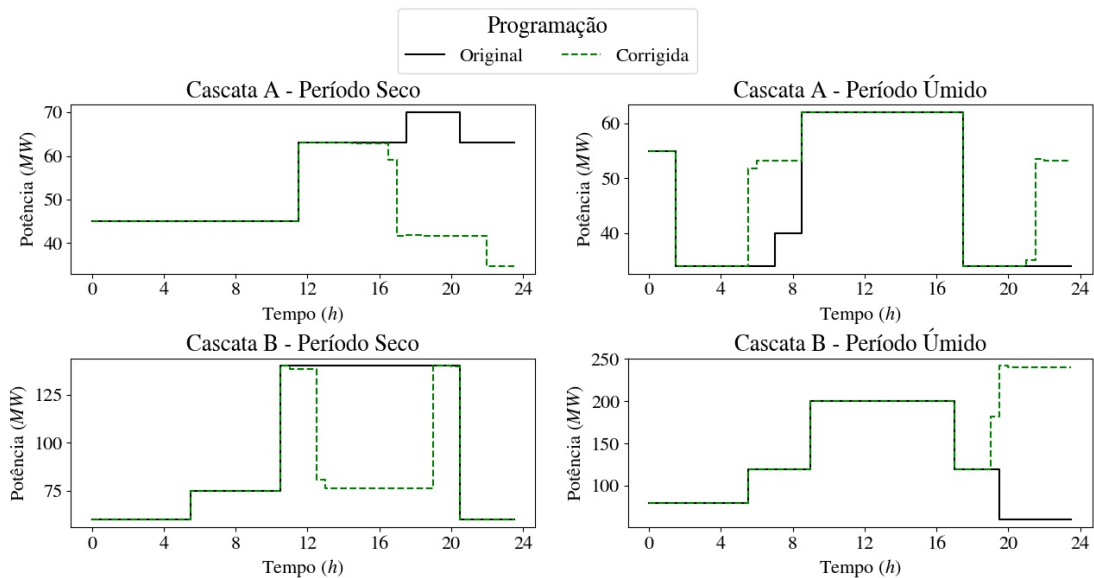 Programação
Original Corrigida
Cascata A - Período Seco
Potência (MW)
70
60
50
40
0 4 8 12 16 20 24
Tempo (h)
Cascata A - Período Úmido
Potência (MW)
60
50
40
0 4 8 12 16 20 24
Tempo (h)
Cascata B - Período Seco
Potência (MW)
125
100
75
0 4 8 12 16 20 24
Tempo (h)
Cascata B - Período Úmido
Potência (MW)
250
200
150
100
0 4 8 12 16 20 24
Tempo (h)